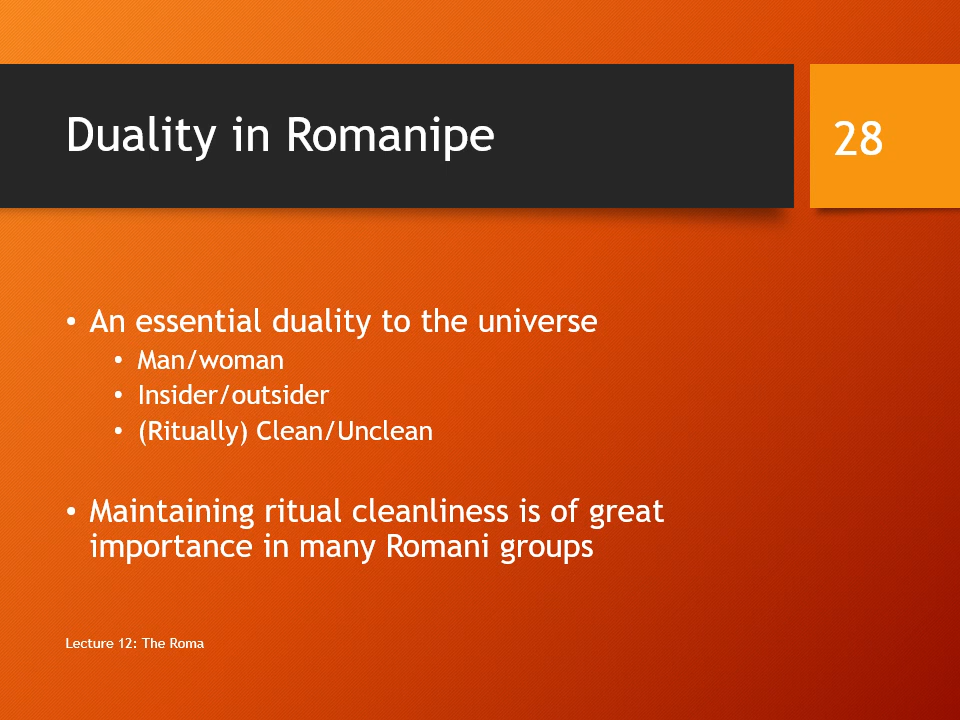 Duality in Romanipe
28
• An essential duality to the universe
• Man/woman
• Insider/outsider
• (Ritually) Clean/Unclean
• Maintaining ritual cleanliness is of great
importance in many Romani groups
Lecture 12: The Roma